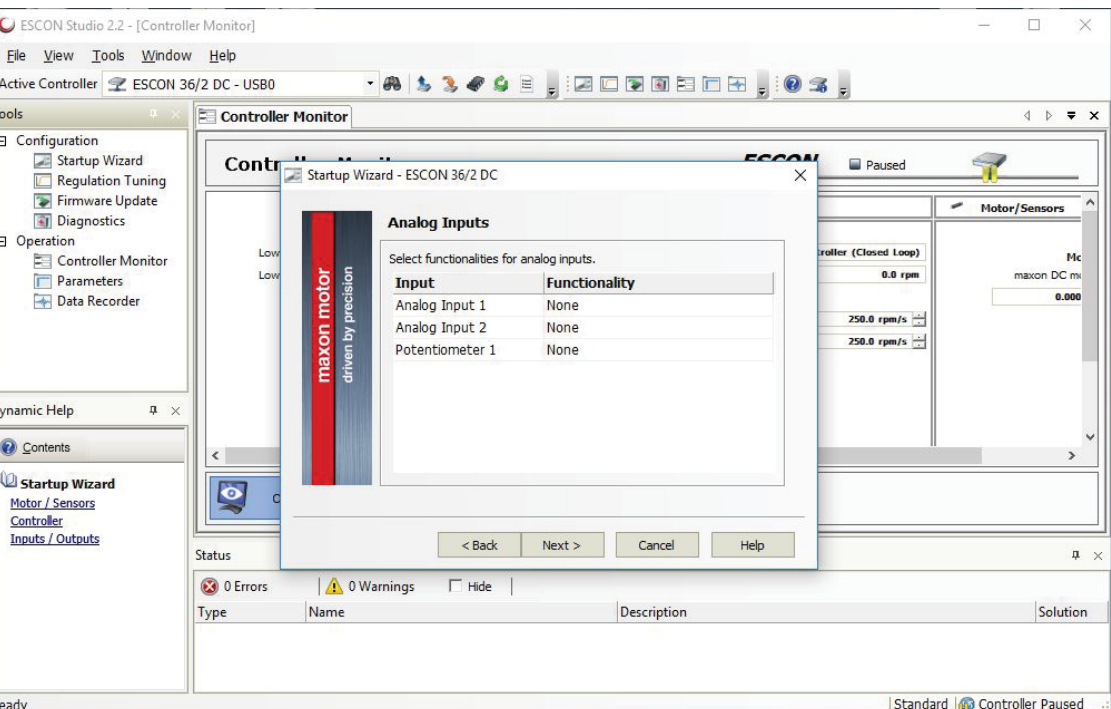 ESCON Studio 2.2 - [Controller Monitor]
File View Tools Window Help
Active Controller ESCON 36/2 DC - USB0
ools
Configuration
Startup Wizard
Regulation Tuning
Firmware Update
Diagnostics
Operation
Controller Monitor
Parameters
Data Recorder
ynamic Help
Contents
Startup Wizard
Motor / Sensors
Controller
Inputs / Outputs
Controller Monitor
Contr
ESCON
Paused
Motor/Sensors
Low
Low
roller (Closed Loop)
0.0 rpm
250.0 rpm/s
250.0 rpm/s
Mo
maxon DC mo
0.000
Startup Wizard - ESCON 36/2 DC
maxon motor
driven by precision
Analog Inputs
Select functionalities for analog inputs.
Input Functionality
Analog Input 1 None
Analog Input 2 None
Potentiometer 1 None
< Back Next > Cancel Help
Status
0 Errors 0 Warnings Hide
Type Name Description Solution
eady
Standard Controller Paused